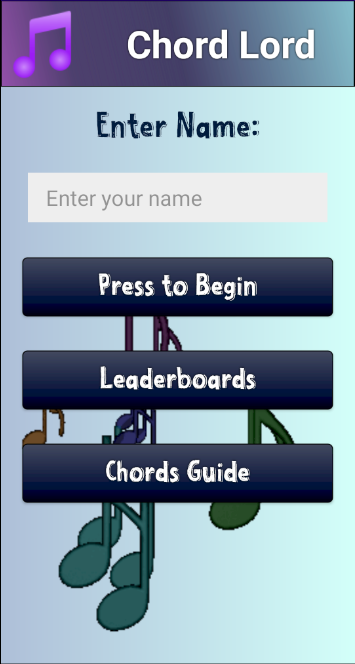 Chord Lord
Enter Name:
Enter your name
Press to Begin
Leaderboards
Chords Guide